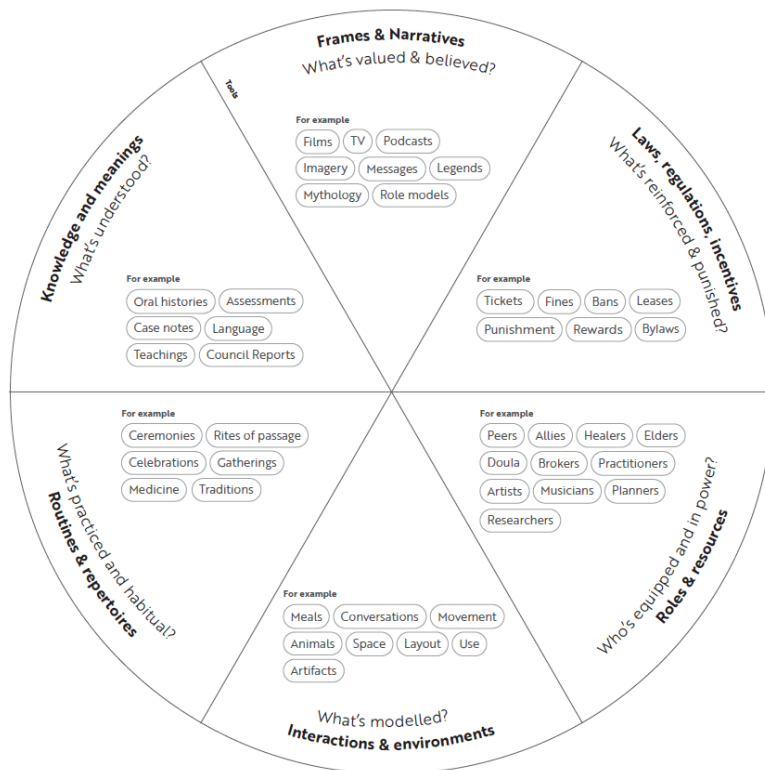 Frames & Narratives
What's valued & believed?
Tools
For example
Films TV Podcasts
Imagery Messages Legends
Mythology Role models
Laws, regulations, incentives
What's reinforced & punished?
For example
Tickets Fines Bans Leases
Punishment Rewards Bylaws
For example
Peers Allies Healers Elders
Doula Brokers Practitioners
Artists Musicians Planners
Researchers
Who's equipped and in power?
Roles & resources
For example
Meals Conversations Movement
Animals Space Layout Use
Artifacts
What's modelled?
Interactions & environments
For example
Ceremonies Rites of passage
Celebrations Gatherings
Medicine Traditions
What's practiced and habitual?
Routines & repertoires
Knowledge and meanings
What's understood?
For example
Oral histories Assessments
Case notes Language
Teachings Council Reports